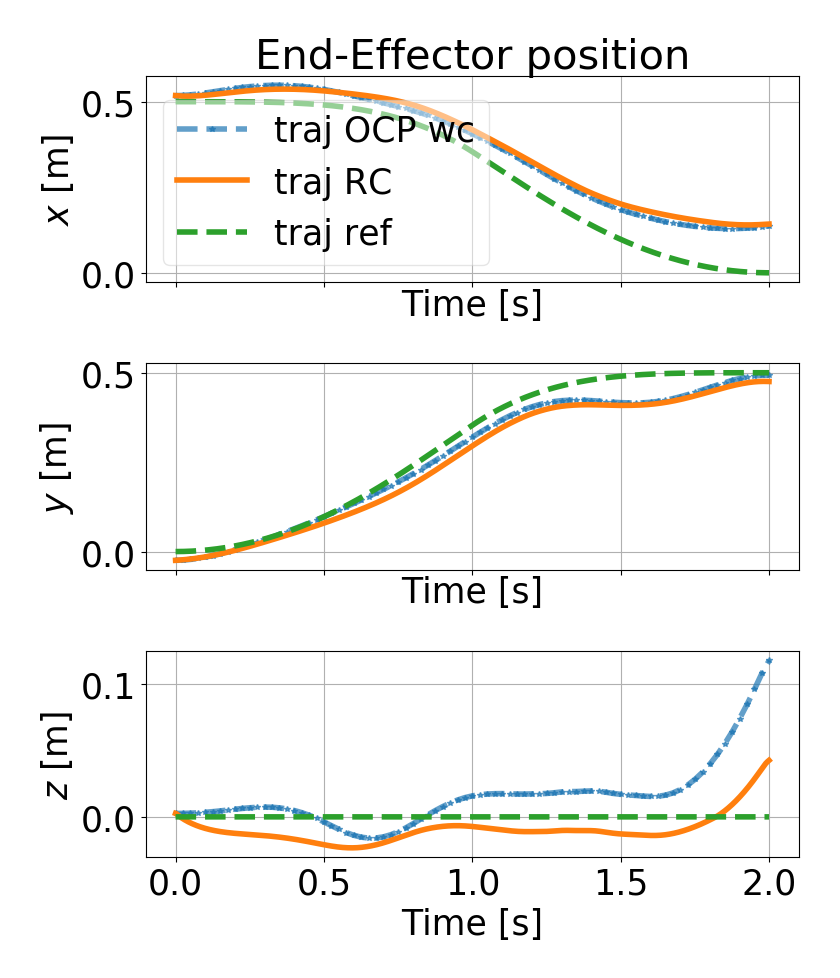 End-Effector position
0.5
x [m]
0.0
traj OCP wc
traj RC
traj ref
Time [s]
0.5
y [m]
0.0
Time [s]
0.1
z [m]
0.0
0.0 0.5 1.0 1.5 2.0
Time [s]